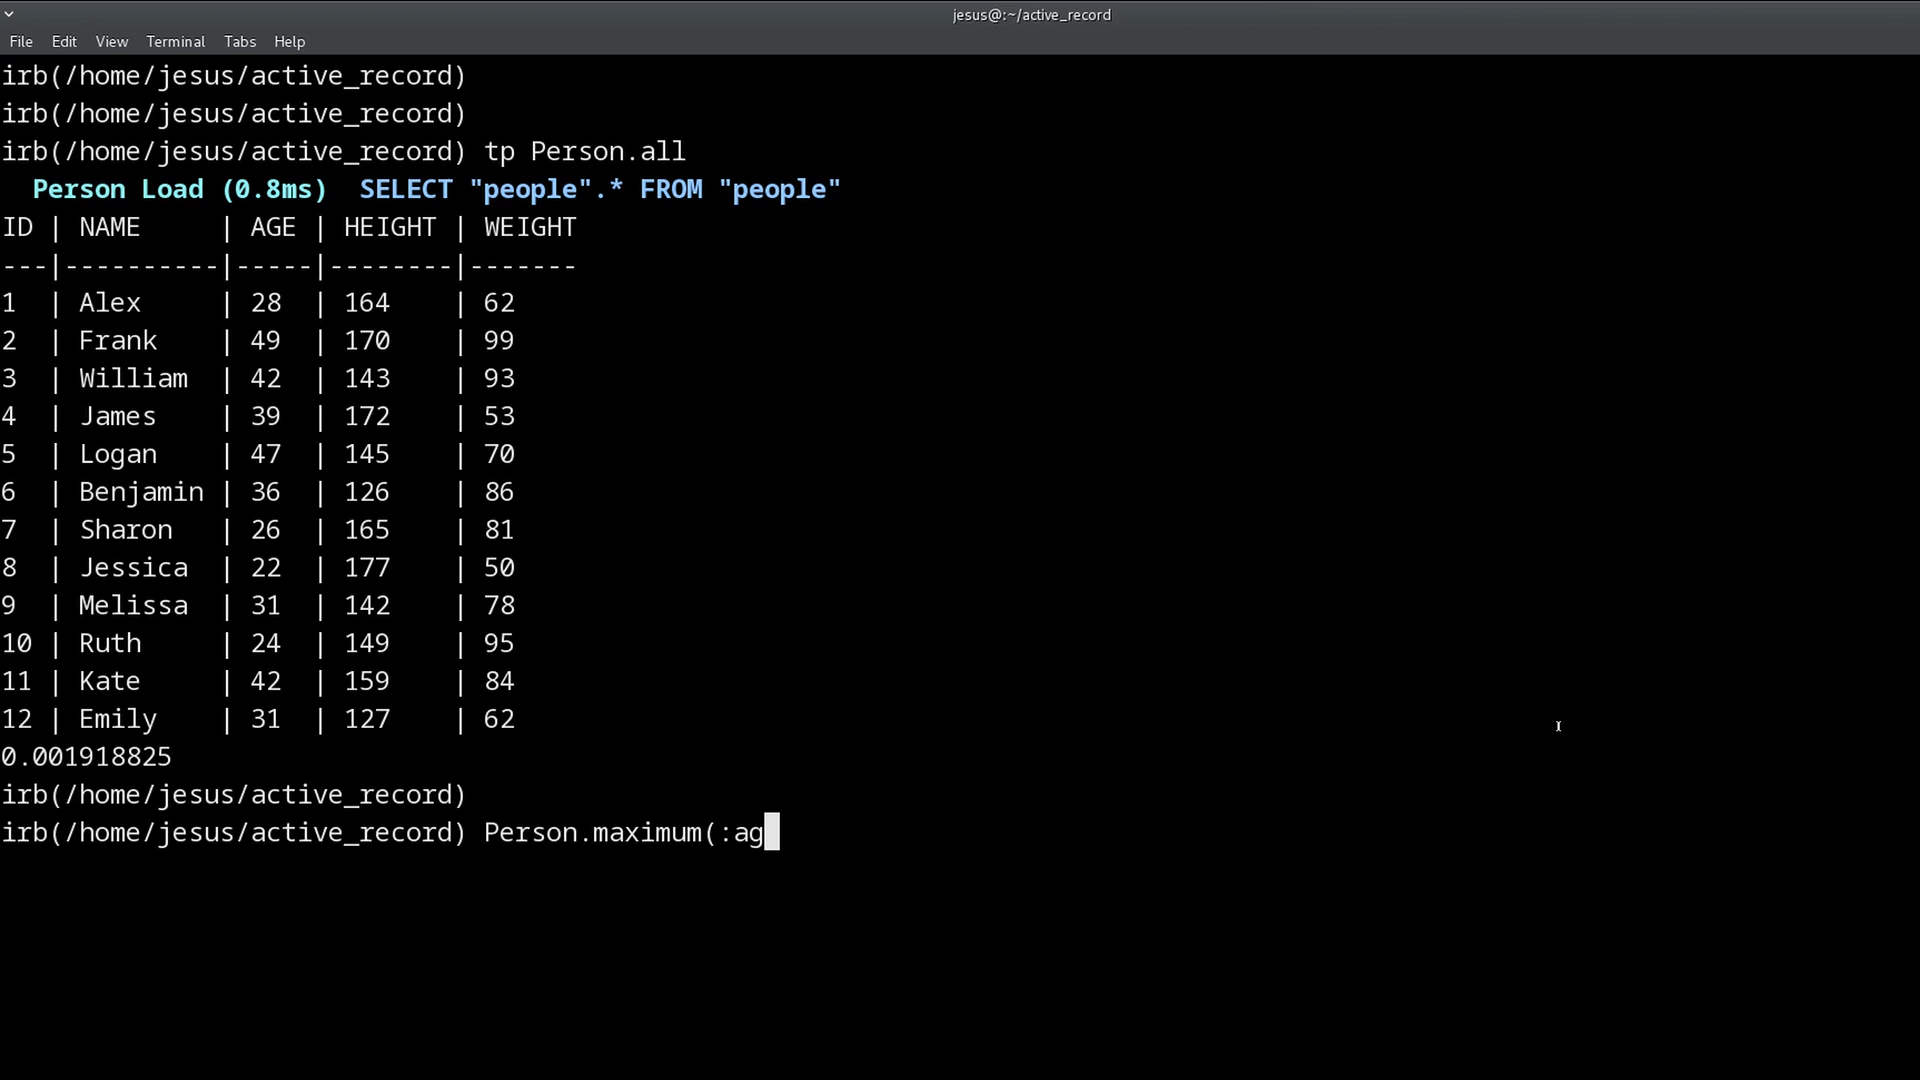 jesus@:~/active_record
File Edit View Terminal Tabs Help
irb(/home/jesus/active_record)
irb(/home/jesus/active_record)
irb(/home/jesus/active_record) tp Person.all
  Person Load (0.8ms)  SELECT "people".* FROM "people"
ID | NAME     | AGE | HEIGHT | WEIGHT
---|----------|-----|--------|-------
1  | Alex     | 28  | 164    | 62
2  | Frank    | 49  | 170    | 99
3  | William  | 42  | 143    | 93
4  | James    | 39  | 172    | 53
5  | Logan    | 47  | 145    | 70
6  | Benjamin | 36  | 126    | 86
7  | Sharon   | 26  | 165    | 81
8  | Jessica  | 22  | 177    | 50
9  | Melissa  | 31  | 142    | 78
10 | Ruth     | 24  | 149    | 95
11 | Kate     | 42  | 159    | 84
12 | Emily    | 31  | 127    | 62
0.001918825
irb(/home/jesus/active_record)
irb(/home/jesus/active_record) Person.maximum(:ag